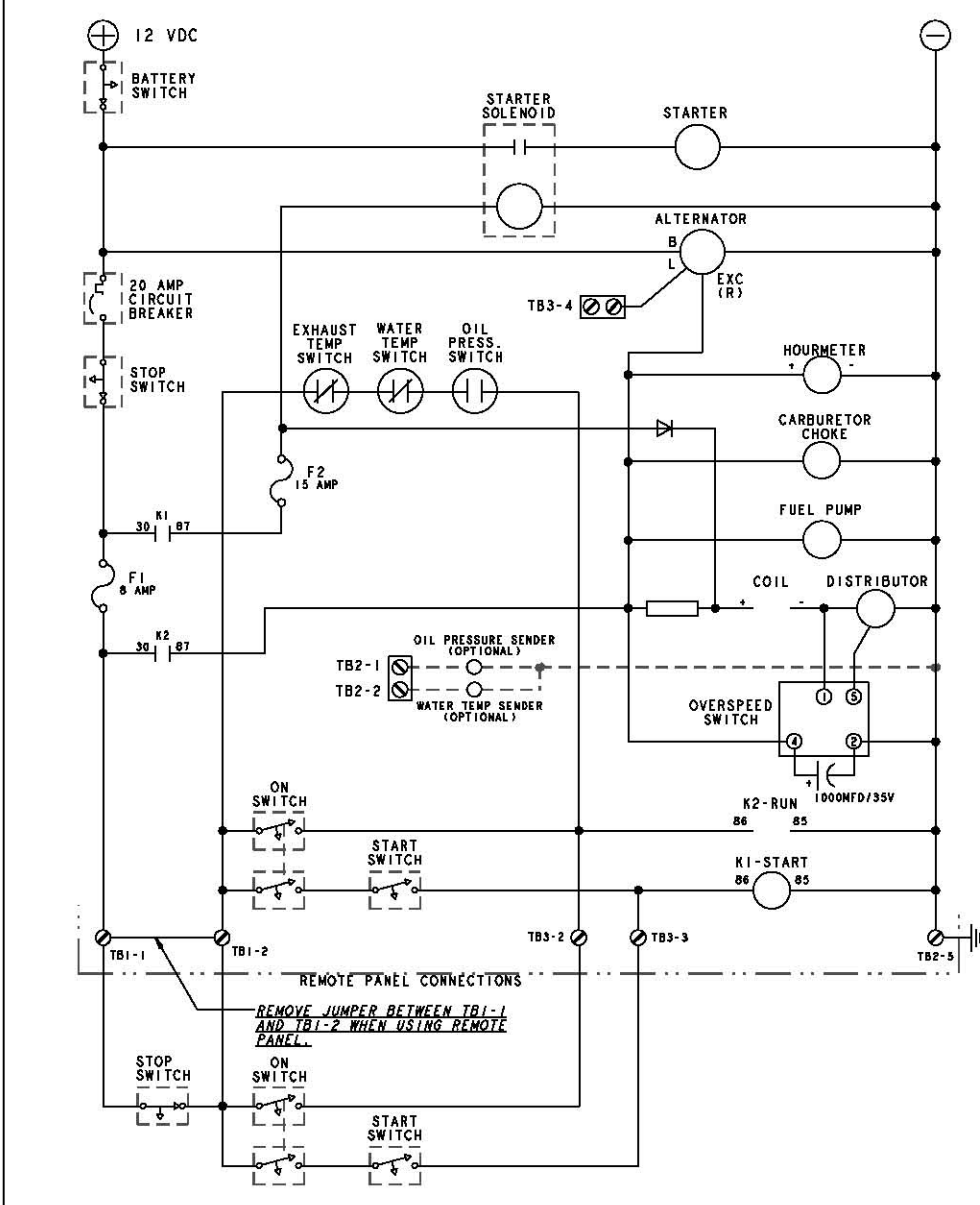 12 VDC
BATTERY
SWITCH
STARTER
SOLENOID
STARTER
ALTERNATOR
B
L
EXC
(R)
TB3-4
20 AMP
CIRCUIT
BREAKER
EXHAUST
TEMP
SWITCH
WATER
TEMP
SWITCH
OIL
PRESS.
SWITCH
HOURMETER
+ -
STOP
SWITCH
CARBURETOR
CHOKE
F2
15 AMP
FUEL PUMP
K1
30 87
F1
8 AMP
COIL
+ -
DISTRIBUTOR
K2
30 87
OIL PRESSURE SENDER
(OPTIONAL)
TB2-1
TB2-2
WATER TEMP SENDER
(OPTIONAL)
OVERSPEED
SWITCH
1 5
4 2
+
1000MFD/35V
ON
SWITCH
K2-RUN
86 85
START
SWITCH
K1-START
86 85
TB1-1
TB1-2
TB3-2
TB3-3
TB2-5
REMOTE PANEL CONNECTIONS
REMOVE JUMPER BETWEEN TB1-1
AND TB1-2 WHEN USING REMOTE
PANEL.
STOP
SWITCH
ON
SWITCH
START
SWITCH